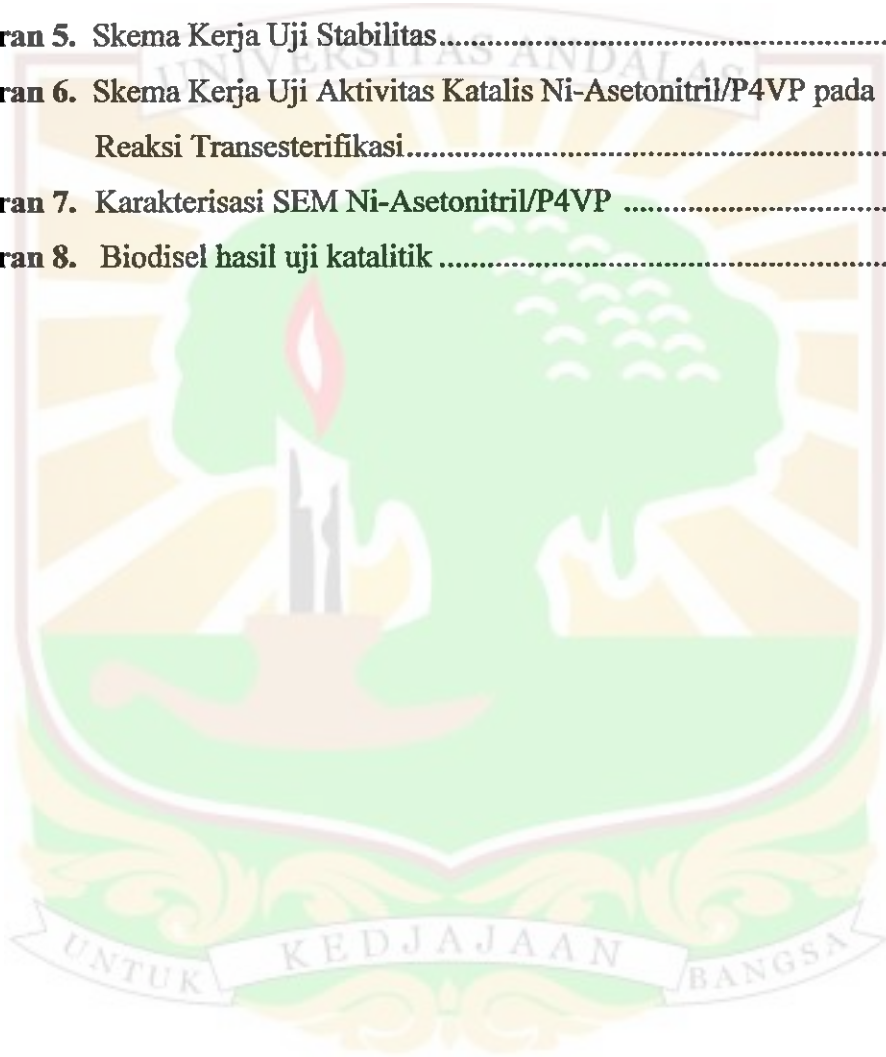 ran 5. Skema Kerja Uji Stabilitas........................................................................
UNIVERSITAS ANDALAS
ran 6. Skema Kerja Uji Aktivitas Katalis Ni-Asetonitril/P4VP pada
Reaksi Transesterifikasi........................................................................
ran 7. Karakterisasi SEM Ni-Asetonitril/P4VP ........................................
ran 8. Biodisel hasil uji katalitik ........................................................................
UNTUK KEDJAJAAN BANGSA